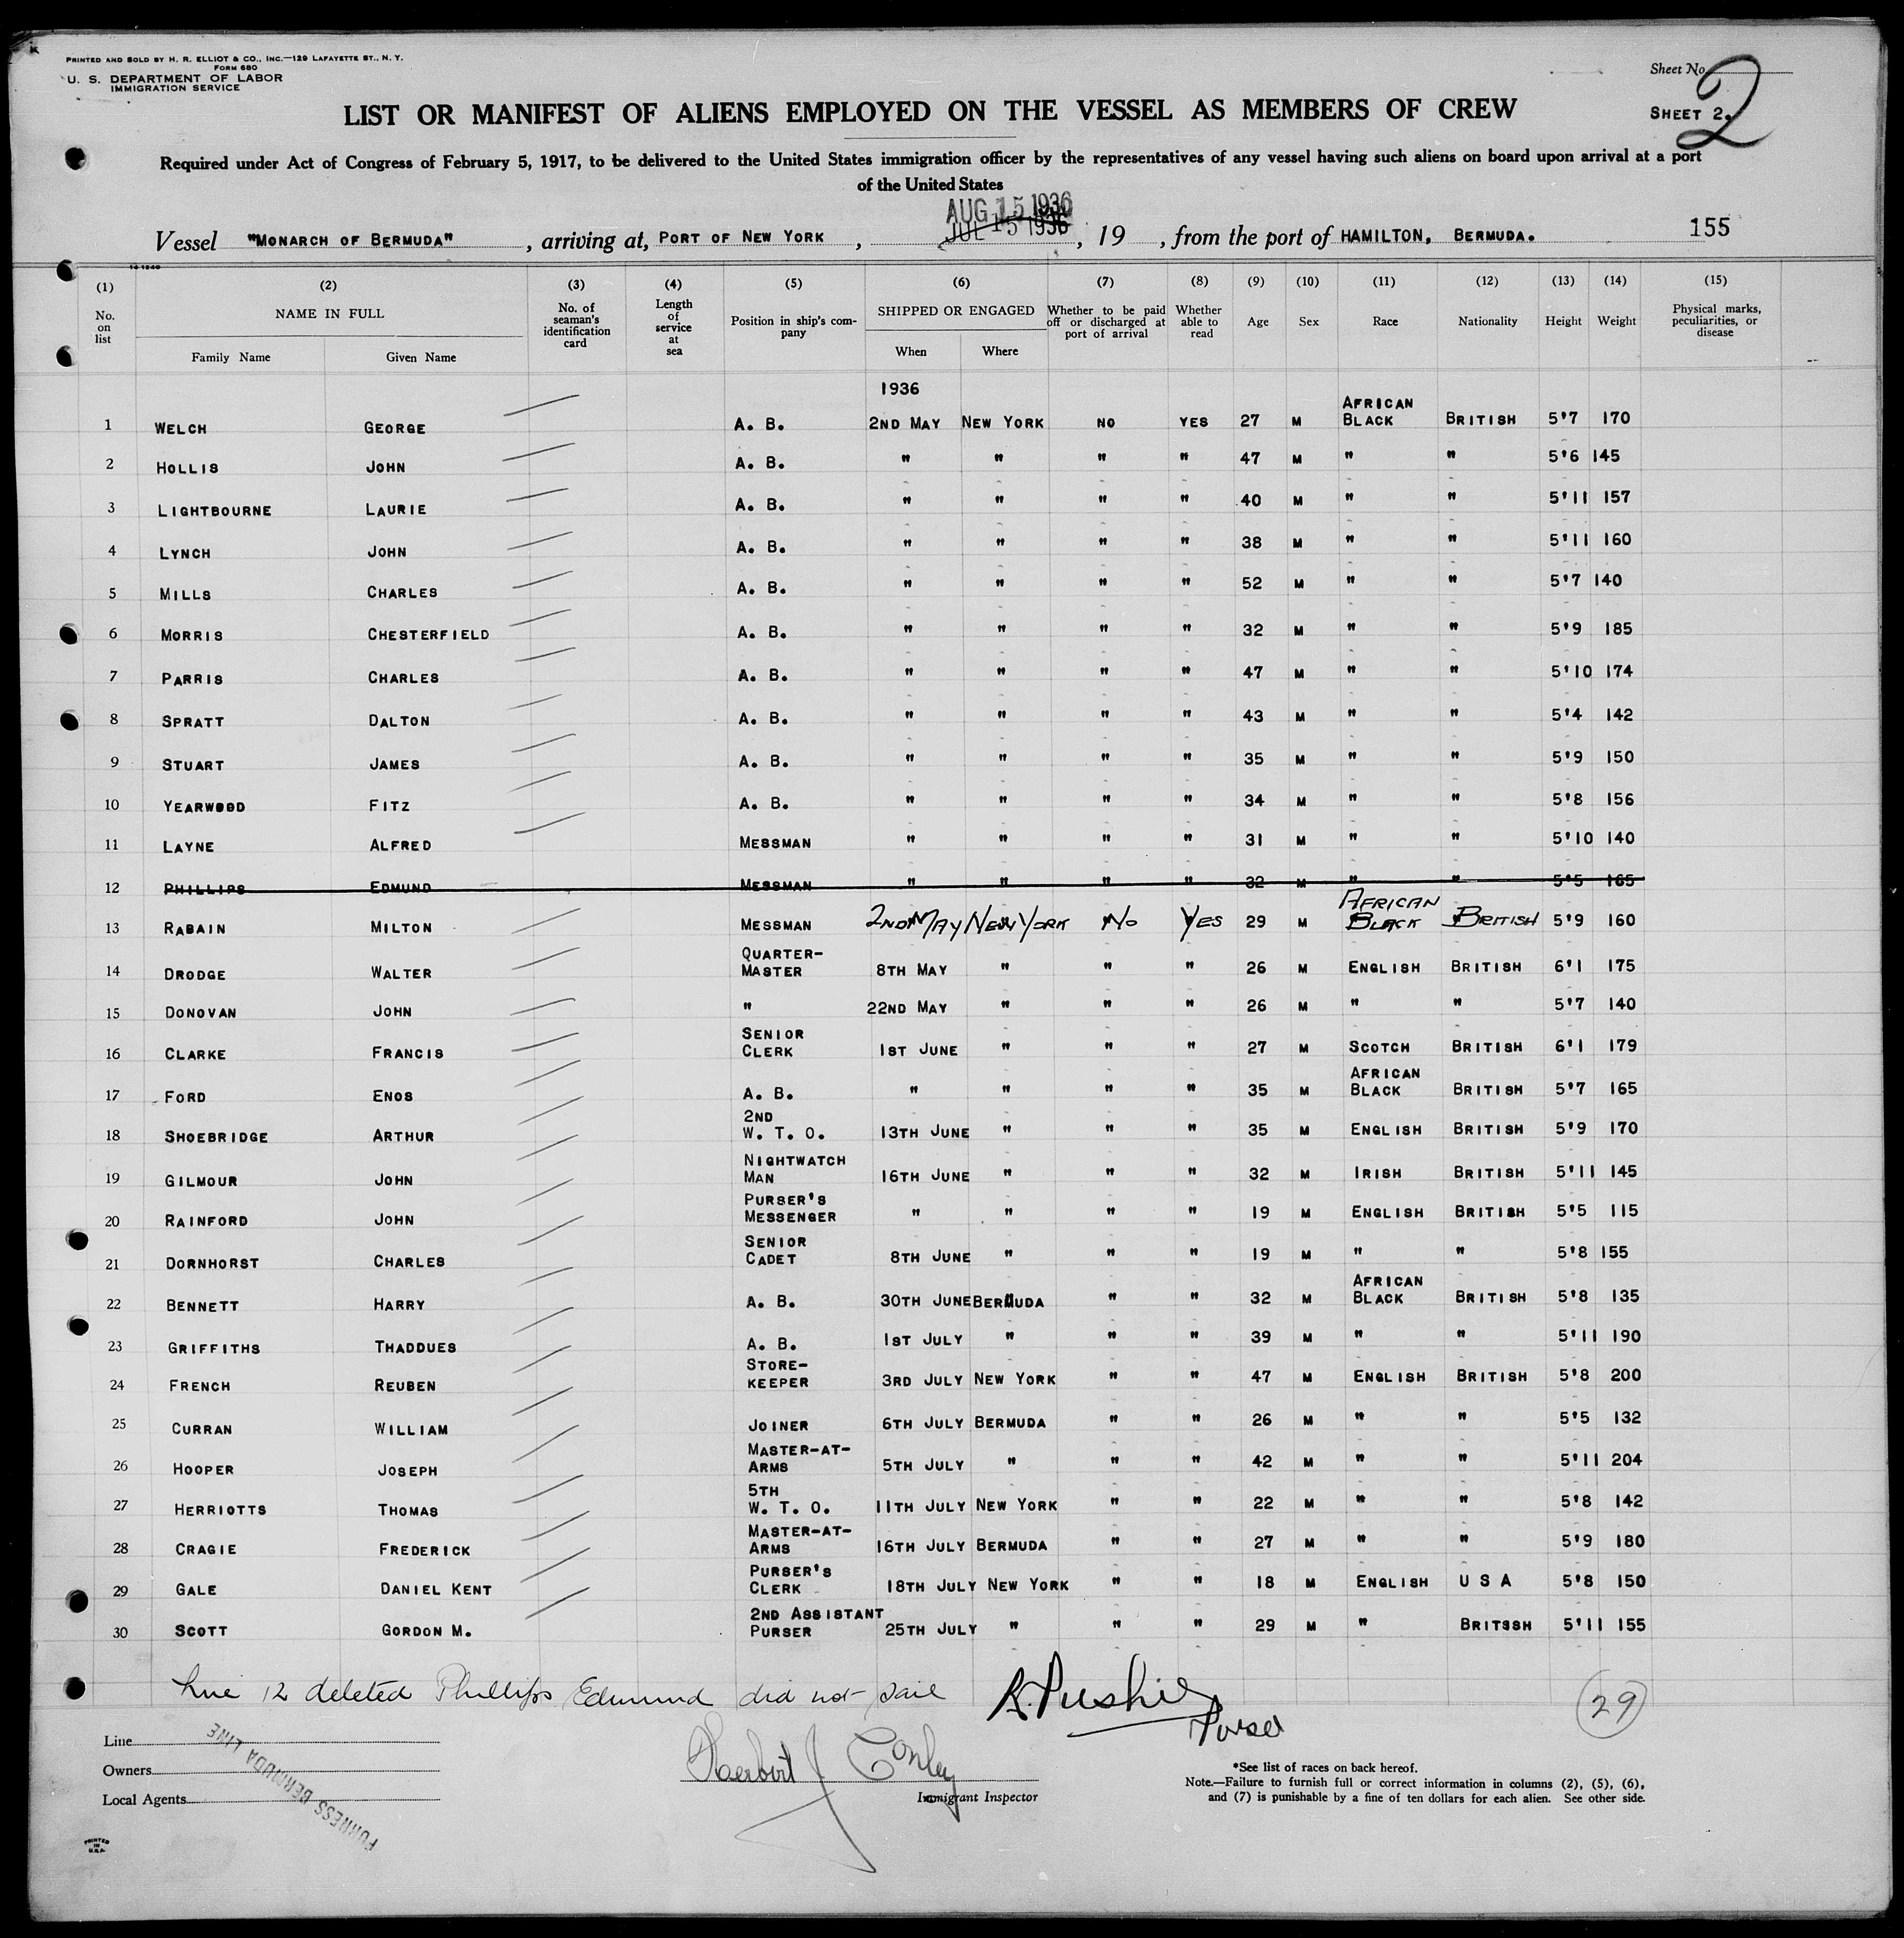 PRINTED AND SOLD BY H. R. ELLIOT & CO., INC.—129 LAFAYETTE ST., N. Y.
FORM 680
U. S. DEPARTMENT OF LABOR
IMMIGRATION SERVICE
Sheet No.
SHEET 2.
2
LIST OR MANIFEST OF ALIENS EMPLOYED ON THE VESSEL AS MEMBERS OF CREW
Required under Act of Congress of February 5, 1917, to be delivered to the United States immigration officer by the representatives of any vessel having such aliens on board upon arrival at a port
of the United States
AUG 15 1936
JUL 15 1936
Vessel "MONARCH OF BERMUDA", arriving at, PORT OF NEW YORK, , 19 , from the port of HAMILTON, BERMUDA. 155
(1) (2) (3) (4) (5) (6) (7) (8) (9) (10) (11) (12) (13) (14) (15)
No. on list NAME IN FULL No. of seaman's identification card Length of service at sea Position in ship's company SHIPPED OR ENGAGED Whether to be paid off or discharged at port of arrival Whether able to read Age Sex Race Nationality Height Weight Physical marks, peculiarities, or disease
Family Name Given Name When Where
1936
1 WELCH GEORGE A. B. 2ND MAY NEW YORK NO YES 27 M AFRICAN BLACK BRITISH 5'7 170
2 HOLLIS JOHN A. B. " " " " 47 M " " 5'6 145
3 LIGHTBOURNE LAURIE A. B. " " " " 40 M " " 5'11 157
4 LYNCH JOHN A. B. " " " " 38 M " " 5'11 160
5 MILLS CHARLES A. B. " " " " 52 M " " 5'7 140
6 MORRIS CHESTERFIELD A. B. " " " " 32 M " " 5'9 185
7 PARRIS CHARLES A. B. " " " " 47 M " " 5'10 174
8 SPRATT DALTON A. B. " " " " 43 M " " 5'4 142
9 STUART JAMES A. B. " " " " 35 M " " 5'9 150
10 YEARWOOD FITZ A. B. " " " " 34 M " " 5'8 156
11 LAYNE ALFRED MESSMAN " " " " 31 M " " 5'10 140
12 PHILLIPS EDMUND MESSMAN " " " " 32 M " " 5'5 165
13 RABAIN MILTON MESSMAN 2ND MAY NEW YORK NO YES 29 M AFRICAN BLACK BRITISH 5'9 160
14 DRODGE WALTER QUARTER-MASTER 8TH MAY " " " 26 M ENGLISH BRITISH 6'1 175
15 DONOVAN JOHN " 22ND MAY " " " 26 M " " 5'7 140
16 CLARKE FRANCIS SENIOR CLERK 1ST JUNE " " " 27 M SCOTCH BRITISH 6'1 179
17 FORD ENOS A. B. " " " " 35 M AFRICAN BLACK BRITISH 5'7 165
18 SHOEBRIDGE ARTHUR 2ND W. T. O. 13TH JUNE " " " 35 M ENGLISH BRITISH 5'9 170
19 GILMOUR JOHN NIGHTWATCH MAN 16TH JUNE " " " 32 M IRISH BRITISH 5'11 145
20 RAINFORD JOHN PURSER'S MESSENGER " " " " 19 M ENGLISH BRITISH 5'5 115
21 DORNHORST CHARLES SENIOR CADET 8TH JUNE " " " 19 M " " 5'8 155
22 BENNETT HARRY A. B. 30TH JUNE BERMUDA " " 32 M AFRICAN BLACK BRITISH 5'8 135
23 GRIFFITHS THADDUES A. B. 1ST JULY " " " 39 M " " 5'11 190
24 FRENCH REUBEN STORE-KEEPER 3RD JULY NEW YORK " " 47 M ENGLISH BRITISH 5'8 200
25 CURRAN WILLIAM JOINER 6TH JULY BERMUDA " " 26 M " " 5'5 132
26 HOOPER JOSEPH MASTER-AT-ARMS 5TH JULY " " " 42 M " " 5'11 204
27 HERRIOTTS THOMAS 5TH W. T. O. 11TH JULY NEW YORK " " 22 M " " 5'8 142
28 CRAGIE FREDERICK MASTER-AT-ARMS 16TH JULY BERMUDA " " 27 M " " 5'9 180
29 GALE DANIEL KENT PURSER'S CLERK 18TH JULY NEW YORK " " 18 M ENGLISH U S A 5'8 150
30 SCOTT GORDON M. 2ND ASSISTANT PURSER 25TH JULY " " " 29 M " BRITSSH 5'11 155
Line 12 deleted Phillips Edmund did not sail
R. Pushie
Purser
29
Line
Owners
Local Agents
FURNESS BERMUDA LINE
Herbert J Conley
Immigrant Inspector
*See list of races on back hereof.
Note.—Failure to furnish full or correct information in columns (2), (5), (6),
and (7) is punishable by a fine of ten dollars for each alien. See other side.
PRINTED
IN
U.S.A.